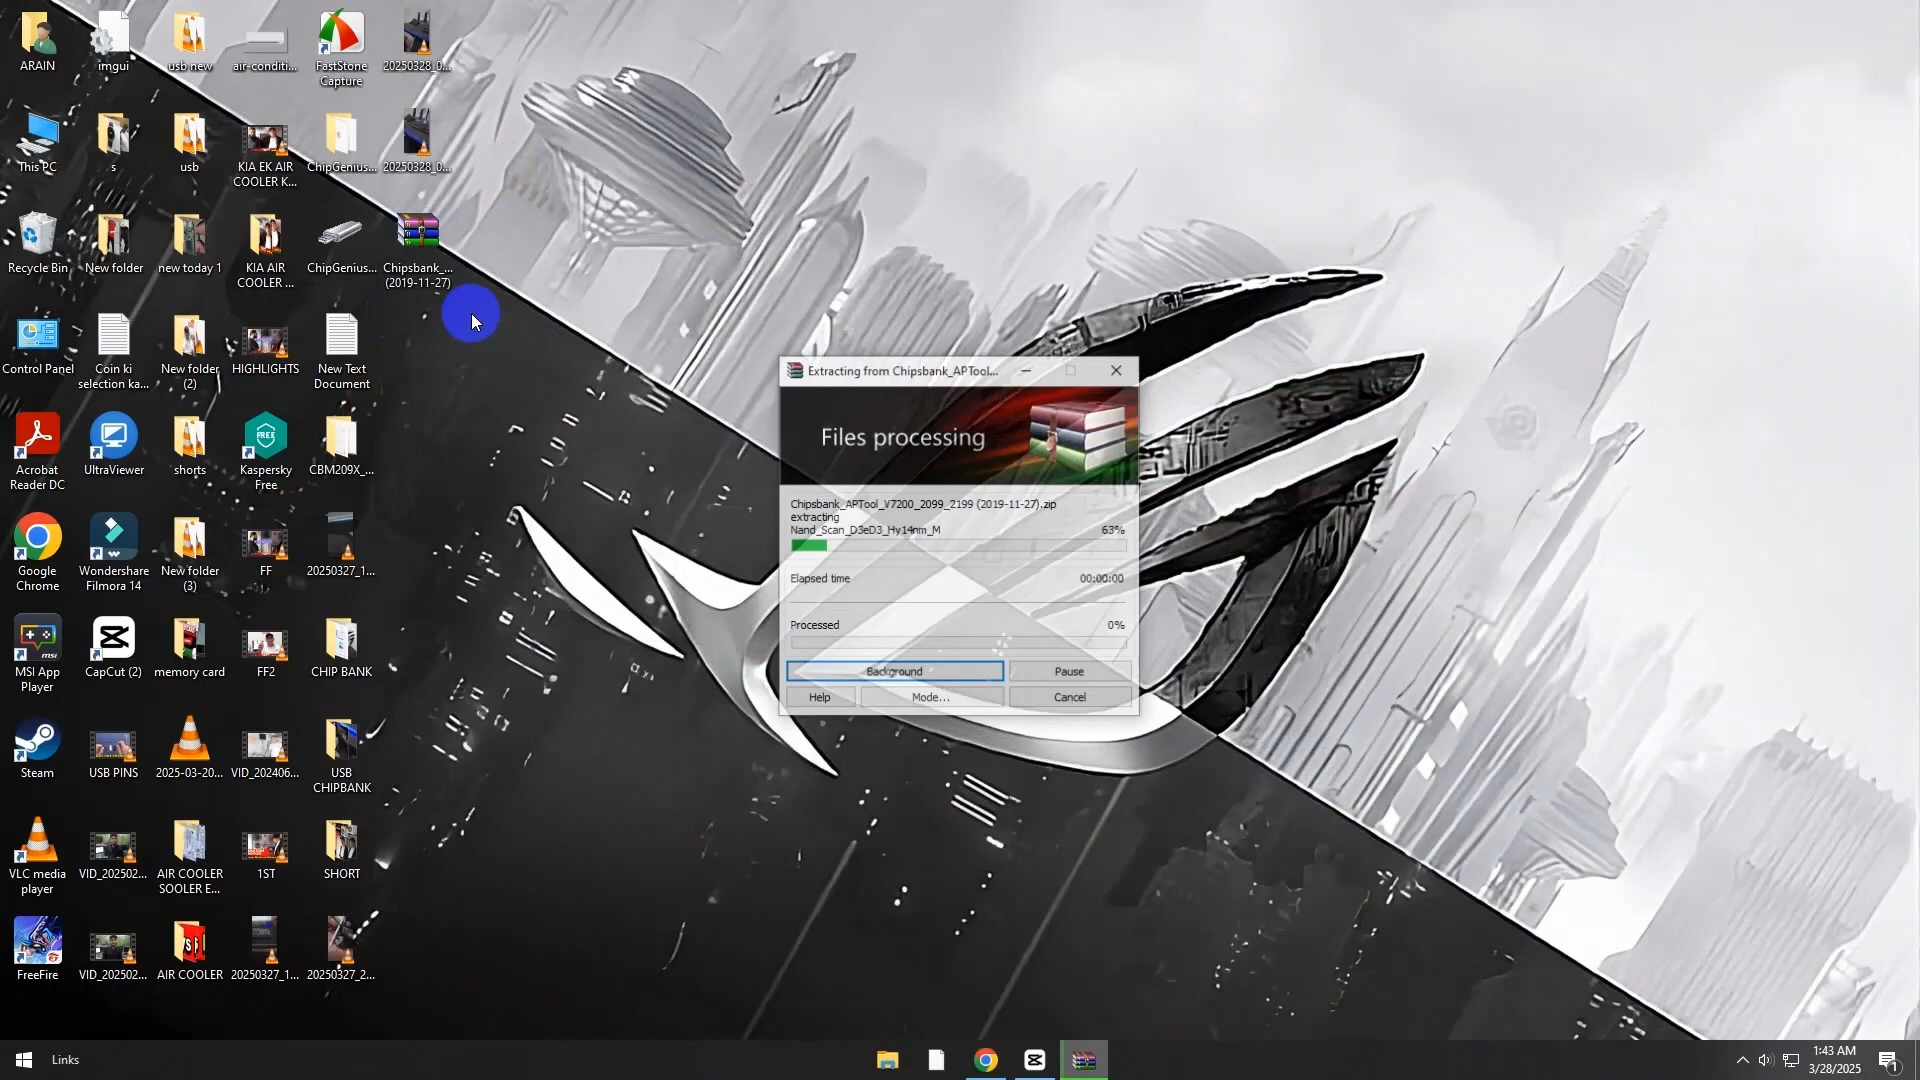 ARAIN
imgui
usb new
air-conditi...
FastStone
Capture
20250328_0...
This PC
s
usb
KIA EK AIR
COOLER K...
ChipGenius...
20250328_0...
Recycle Bin
New folder
new today 1
KIA AIR
COOLER ...
ChipGenius...
Chipsbank_...
(2019-11-27)
Control Panel
Coin ki
selection ka...
New folder
(2)
HIGHLIGHTS
New Text
Document
Acrobat
Reader DC
UltraViewer
shorts
FREE
Kaspersky
Free
CBM209X_...
Google
Chrome
Wondershare
Filmora 14
New folder
(3)
FF
20250327_1...
msi
MSI App
Player
CapCut (2)
memory card
FF2
CHIP BANK
Steam
USB PINS
2025-03-20...
VID_202406...
USB
CHIPBANK
VLC media
player
VID_202502...
AIR COOLER
SOOLER E...
1ST
SHORT
FreeFire
VID_202502...
AIR COOLER
20250327_1...
20250327_2...
Extracting from Chipsbank_APTool...
Files processing
Chipsbank_APTool_V7200_2099_2199 (2019-11-27).zip
extracting
Nand_Scan_D3eD3_Hy14nm_M 63%
Elapsed time 00:00:00
Processed 0%
Background
Pause
Help
Mode...
Cancel
Links
1:43 AM
3/28/2025
1